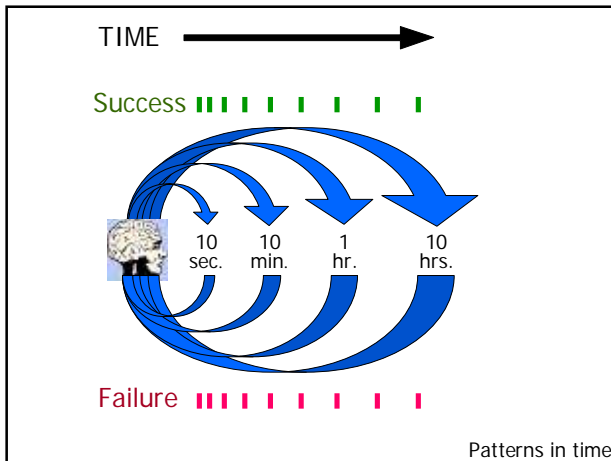 TIME
Success
10 10 1 10
sec. min. hr. hrs.
Failure
Patterns in time